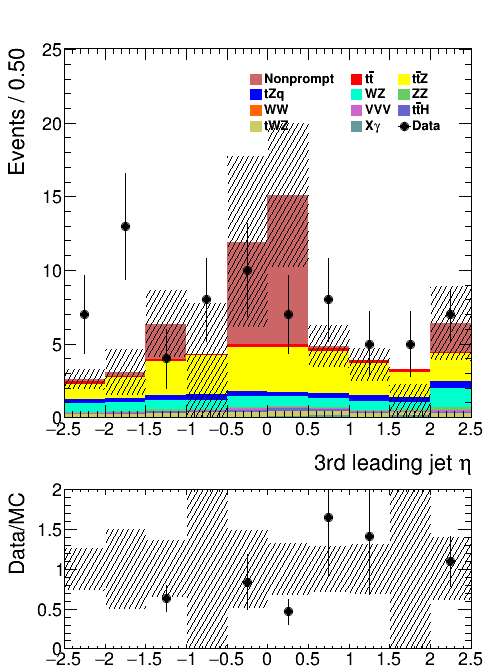 Events / 0.50
25
20
15
10
5
0
Nonprompt tt̄ tt̄Z
tZq WZ ZZ
WW VVV tt̄H
tWZ Xγ Data
−2.5 −2 −1.5 −1 −0.5 0 0.5 1 1.5 2 2.5
3rd leading jet η
Data/MC
2
1.5
1
0.5
0
−2.5 −2 −1.5 −1 −0.5 0 0.5 1 1.5 2 2.5